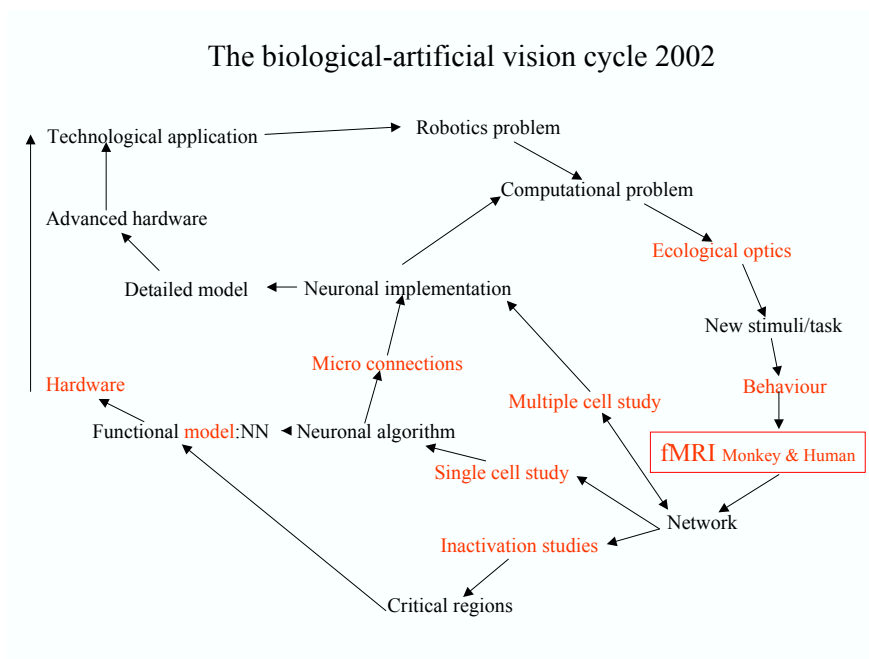 The biological-artificial vision cycle 2002
Technological application
Robotics problem
Computational problem
Advanced hardware
Ecological optics
Detailed model
Neuronal implementation
New stimuli/task
Micro connections
Hardware
Behaviour
Multiple cell study
Functional model:NN
Neuronal algorithm
fMRI Monkey & Human
Single cell study
Network
Inactivation studies
Critical regions